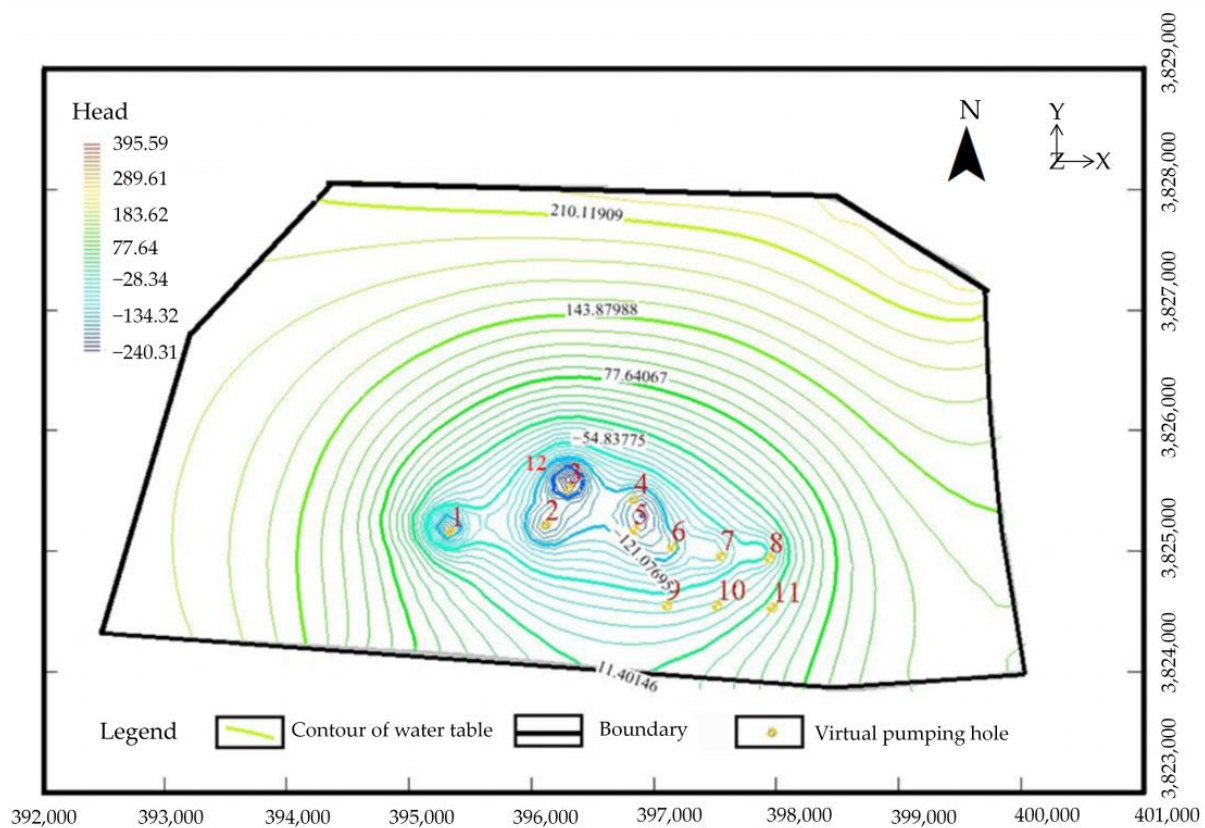 3,829,000
Head
395.59
289.61
183.62
77.64
−28.34
−134.32
−240.31
N
Y
Z X
3,828,000
210.11909
3,827,000
143.87988
77.64067
3,826,000
−54.83775
12 3
4
1 2 5
6 7 8
3,825,000
−121.07695
9 10 11
3,824,000
11.40146
Legend Contour of water table Boundary Virtual pumping hole
3,823,000
392,000 393,000 394,000 395,000 396,000 397,000 398,000 399,000 400,000 401,000